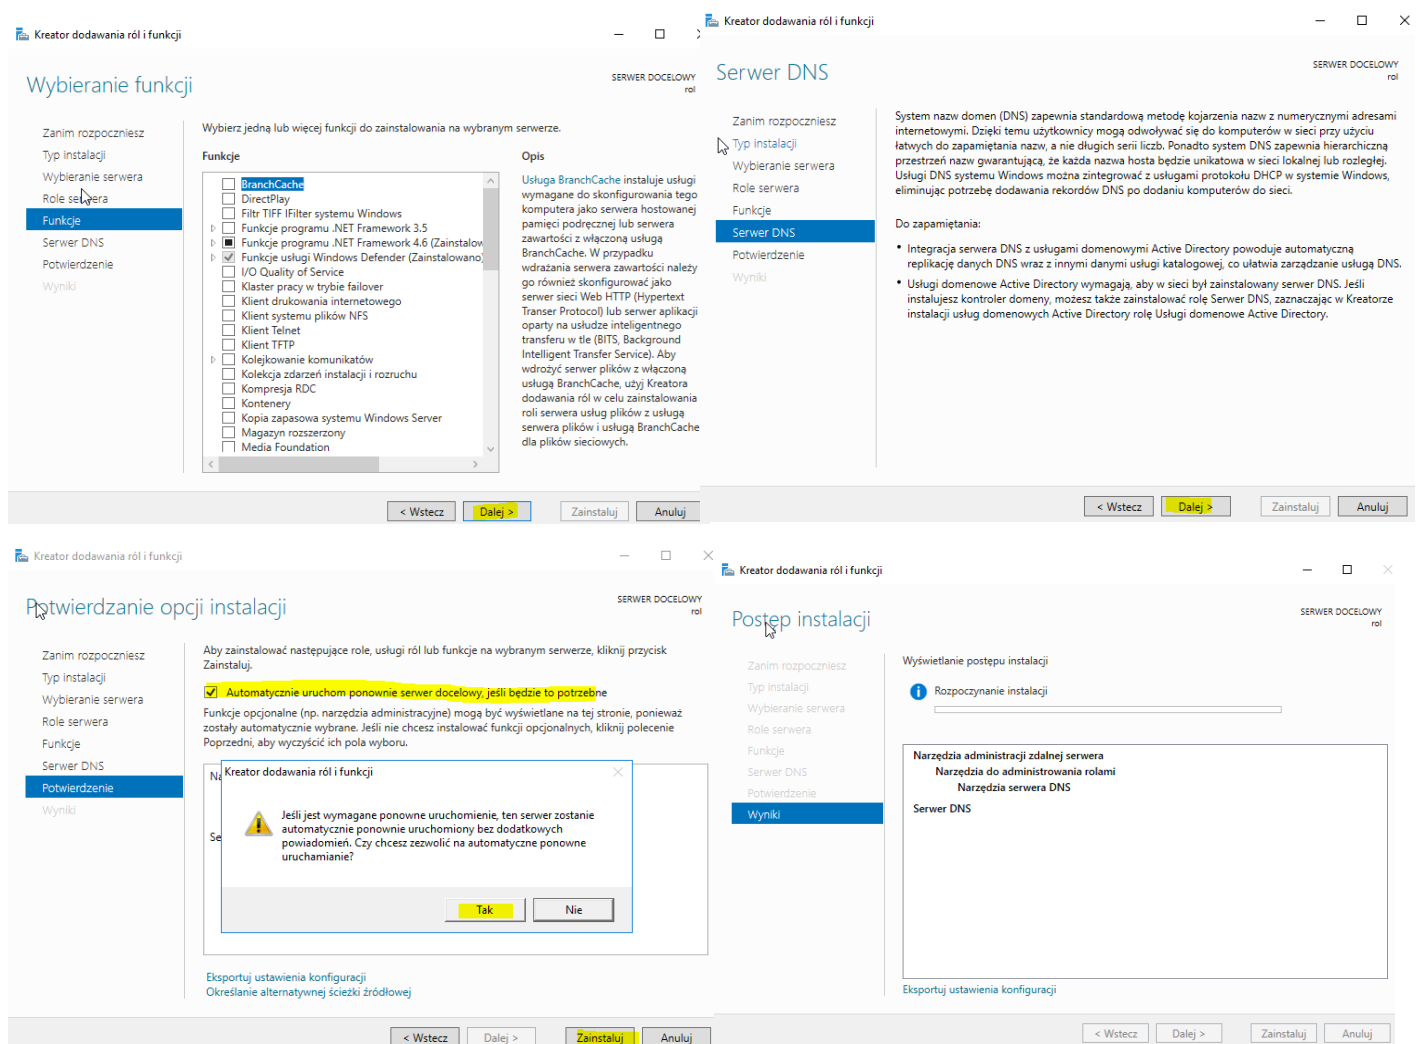 Kreator dodawania ról i funkcji
Wybieranie funkcji
SERWER DOCELOWY
rol
Zanim rozpoczniesz
Typ instalacji
Wybieranie serwera
Role serwera
Funkcje
Serwer DNS
Potwierdzenie
Wyniki
Wybierz jedną lub więcej funkcji do zainstalowania na wybranym serwerze.
Funkcje
BranchCache
DirectPlay
Filtr TIFF IFilter systemu Windows
Funkcje programu .NET Framework 3.5
Funkcje programu .NET Framework 4.6 (Zainstalow
Funkcje usługi Windows Defender (Zainstalowano)
I/O Quality of Service
Klaster pracy w trybie failover
Klient drukowania internetowego
Klient systemu plików NFS
Klient Telnet
Klient TFTP
Kolejkowanie komunikatów
Kolekcja zdarzeń instalacji i rozruchu
Kompresja RDC
Kontenery
Kopia zapasowa systemu Windows Server
Magazyn rozszerzony
Media Foundation
Opis
Usługa BranchCache instaluje usługi
wymagane do skonfigurowania tego
komputera jako serwera hostowanej
pamięci podręcznej lub serwera
zawartości z włączoną usługą
BranchCache. W przypadku
wdrażania serwera zawartości należy
go również skonfigurować jako
serwer sieci Web HTTP (Hypertext
Transer Protocol) lub serwer aplikacji
oparty na usłudze inteligentnego
transferu w tle (BITS, Background
Intelligent Transfer Service). Aby
wdrożyć serwer plików z włączoną
usługą BranchCache, użyj Kreatora
dodawania ról w celu zainstalowania
roli serwera usług plików z usługą
serwera plików i usługą BranchCache
dla plików sieciowych.
< Wstecz
Dalej >
Zainstaluj
Anuluj
Kreator dodawania ról i funkcji
Serwer DNS
SERWER DOCELOWY
rol
Zanim rozpoczniesz
Typ instalacji
Wybieranie serwera
Role serwera
Funkcje
Serwer DNS
Potwierdzenie
Wyniki
System nazw domen (DNS) zapewnia standardową metodę kojarzenia nazw z numerycznymi adresami
internetowymi. Dzięki temu użytkownicy mogą odwoływać się do komputerów w sieci przy użyciu
łatwych do zapamiętania nazw, a nie długich serii liczb. Ponadto system DNS zapewnia hierarchiczną
przestrzeń nazw gwarantującą, że każda nazwa hosta będzie unikatowa w sieci lokalnej lub rozległej.
Usługi DNS systemu Windows można zintegrować z usługami protokołu DHCP w systemie Windows,
eliminując potrzebę dodawania rekordów DNS po dodaniu komputerów do sieci.
Do zapamiętania:
• Integracja serwera DNS z usługami domenowymi Active Directory powoduje automatyczną
replikację danych DNS wraz z innymi danymi usługi katalogowej, co ułatwia zarządzanie usługą DNS.
• Usługi domenowe Active Directory wymagają, aby w sieci był zainstalowany serwer DNS. Jeśli
instalujesz kontroler domeny, możesz także zainstalować rolę Serwer DNS, zaznaczając w Kreatorze
instalacji usług domenowych Active Directory rolę Usługi domenowe Active Directory.
< Wstecz
Dalej >
Zainstaluj
Anuluj
Kreator dodawania ról i funkcji
Potwierdzanie opcji instalacji
SERWER DOCELOWY
rol
Zanim rozpoczniesz
Typ instalacji
Wybieranie serwera
Role serwera
Funkcje
Serwer DNS
Potwierdzenie
Wyniki
Aby zainstalować następujące role, usługi ról lub funkcje na wybranym serwerze, kliknij przycisk
Zainstaluj.
Automatycznie uruchom ponownie serwer docelowy, jeśli będzie to potrzebne
Funkcje opcjonalne (np. narzędzia administracyjne) mogą być wyświetlane na tej stronie, ponieważ
zostały automatycznie wybrane. Jeśli nie chcesz instalować funkcji opcjonalnych, kliknij polecenie
Poprzedni, aby wyczyścić ich pola wyboru.
Na
Se
Kreator dodawania ról i funkcji
Jeśli jest wymagane ponowne uruchomienie, ten serwer zostanie
automatycznie ponownie uruchomiony bez dodatkowych
powiadomień. Czy chcesz zezwolić na automatyczne ponowne
uruchamianie?
Tak
Nie
Eksportuj ustawienia konfiguracji
Określanie alternatywnej ścieżki źródłowej
< Wstecz
Dalej >
Zainstaluj
Anuluj
Kreator dodawania ról i funkcji
Postęp instalacji
SERWER DOCELOWY
rol
Zanim rozpoczniesz
Typ instalacji
Wybieranie serwera
Role serwera
Funkcje
Serwer DNS
Potwierdzenie
Wyniki
Wyświetlanie postępu instalacji
Rozpoczynanie instalacji
Narzędzia administracji zdalnej serwera
Narzędzia do administrowania rolami
Narzędzia serwera DNS
Serwer DNS
Eksportuj ustawienia konfiguracji
< Wstecz
Dalej >
Zainstaluj
Anuluj